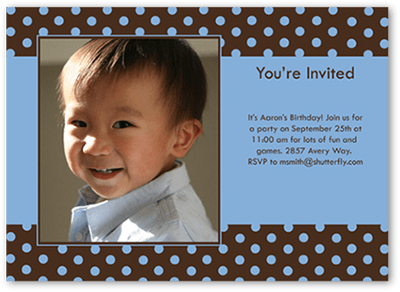 You're Invited
It's Aaron's Birthday! Join us for
a party on September 25th at
11:00 am for lots of fun and
games. 2857 Avery Way.
RSVP to msmith@shutterfly.com